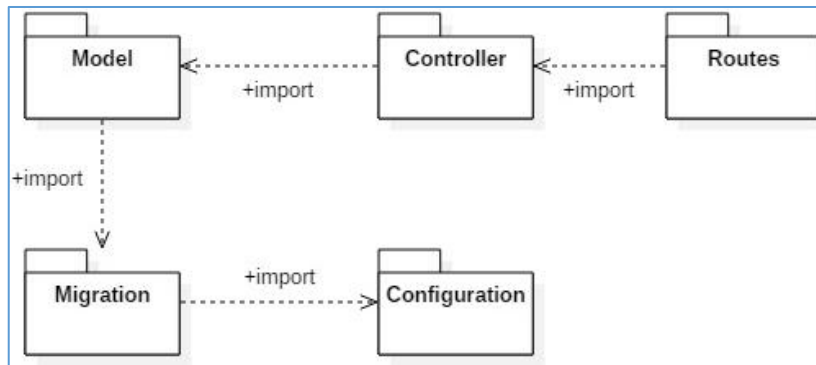 Model
Controller
Routes
+import
+import
+import
Migration
+import
Configuration